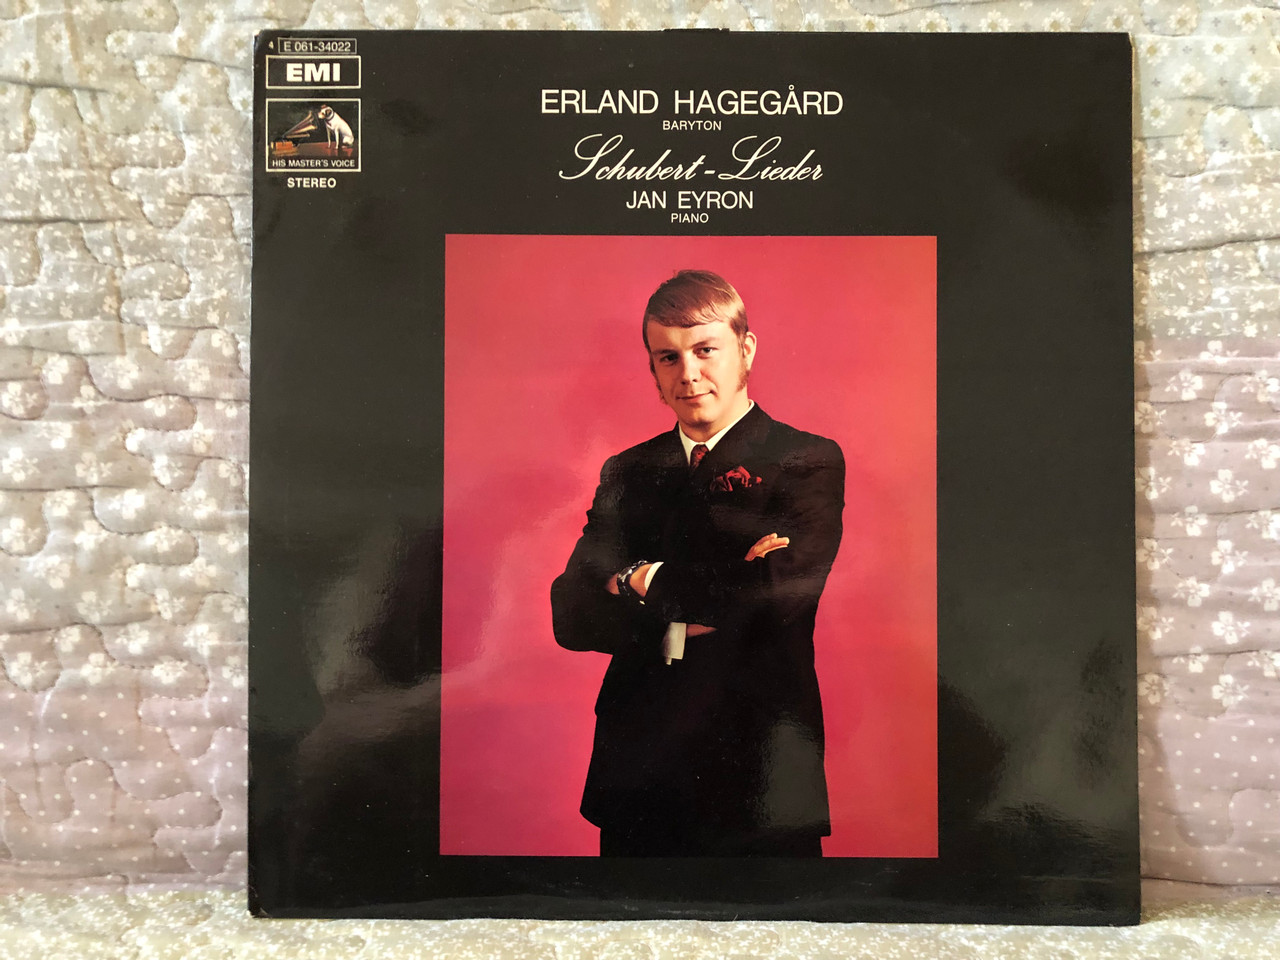 4 E 061-34022
EMI
HIS MASTER'S VOICE
STEREO
ERLAND HAGEGÅRD
BARYTON
Schubert-Lieder
JAN EYRON
PIANO